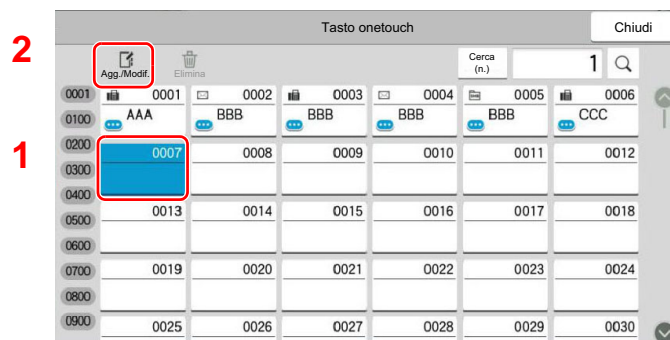 Tasto onetouch
Chiudi
2
Agg./Modif.
Elimina
Cerca
(n.)
1
0001
0100
0200
0300
0400
0500
0600
0700
0800
0900
0001 0002 0003 0004 0005 0006
AAA BBB BBB BBB BBB CCC
1
0007 0008 0009 0010 0011 0012
0013 0014 0015 0016 0017 0018
0019 0020 0021 0022 0023 0024
0025 0026 0027 0028 0029 0030